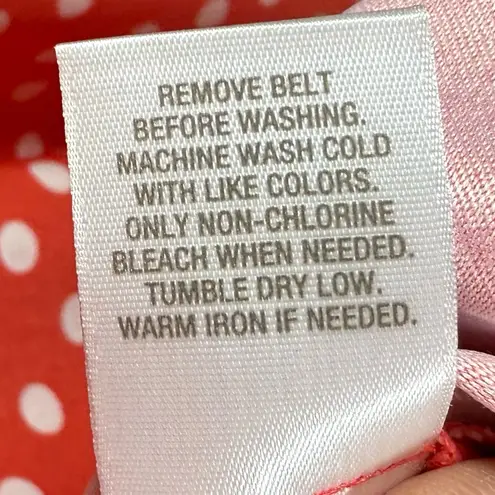 REMOVE BELT
BEFORE WASHING.
MACHINE WASH COLD
WITH LIKE COLORS.
ONLY NON-CHLORINE
BLEACH WHEN NEEDED.
TUMBLE DRY LOW.
WARM IRON IF NEEDED.